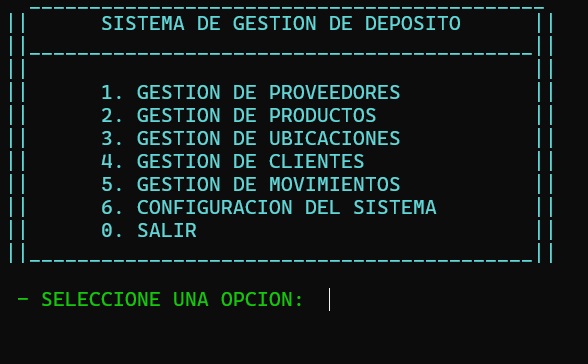 SISTEMA DE GESTION DE DEPOSITO
1. GESTION DE PROVEEDORES
2. GESTION DE PRODUCTOS
3. GESTION DE UBICACIONES
4. GESTION DE CLIENTES
5. GESTION DE MOVIMIENTOS
6. CONFIGURACION DEL SISTEMA
0. SALIR
- SELECCIONE UNA OPCION: